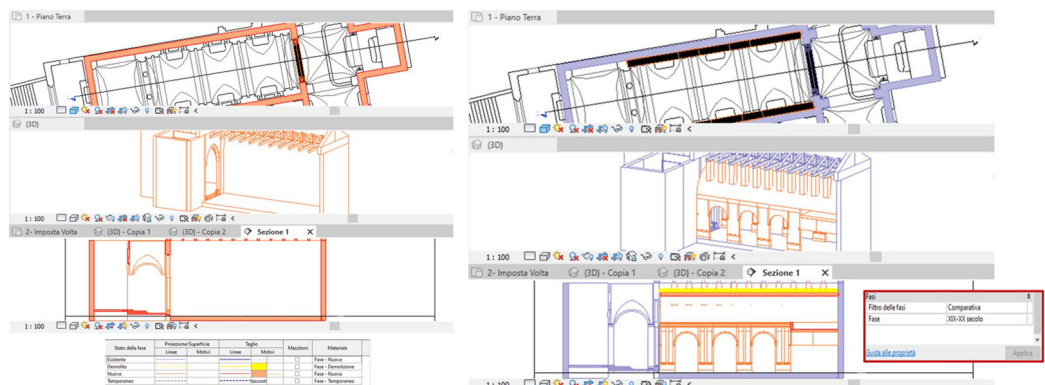 1 - Piano Terra
1 : 100
{3D}
1 : 100
2- Imposta Volta {3D} - Copia 1 {3D} - Copia 2 Sezione 1 X
1 : 100
Stato della fase Proiezione/Superficie Taglio Mezzitoni Materiale
Linee Motivi Linee Motivi
Esistente Fase - Nuova
Demolito Fase - Demolizione
Nuovo Fase - Nuova
Temporaneo Nascosto Fase - Temporaneo
1 - Piano Terra
1 : 100
{3D}
1 : 100
2- Imposta Volta {3D} - Copia 1 {3D} - Copia 2 Sezione 1 X
Fasi
Filtro delle fasi Comparativa
Fase XIX-XX secolo
Guida alle proprietà Applica
1 : 100